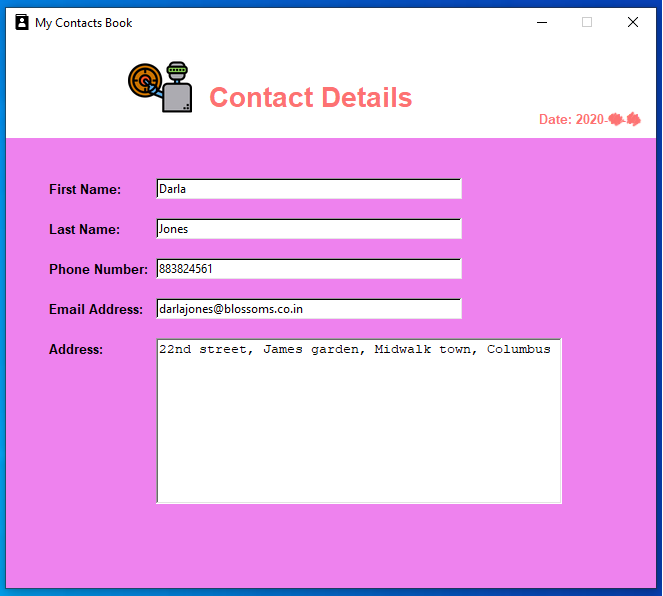 My Contacts Book
Contact Details
Date: 2020-
First Name: Darla
Last Name: Jones
Phone Number: 883824561
Email Address: darlajones@blossoms.co.in
Address: 22nd street, James garden, Midwalk town, Columbus